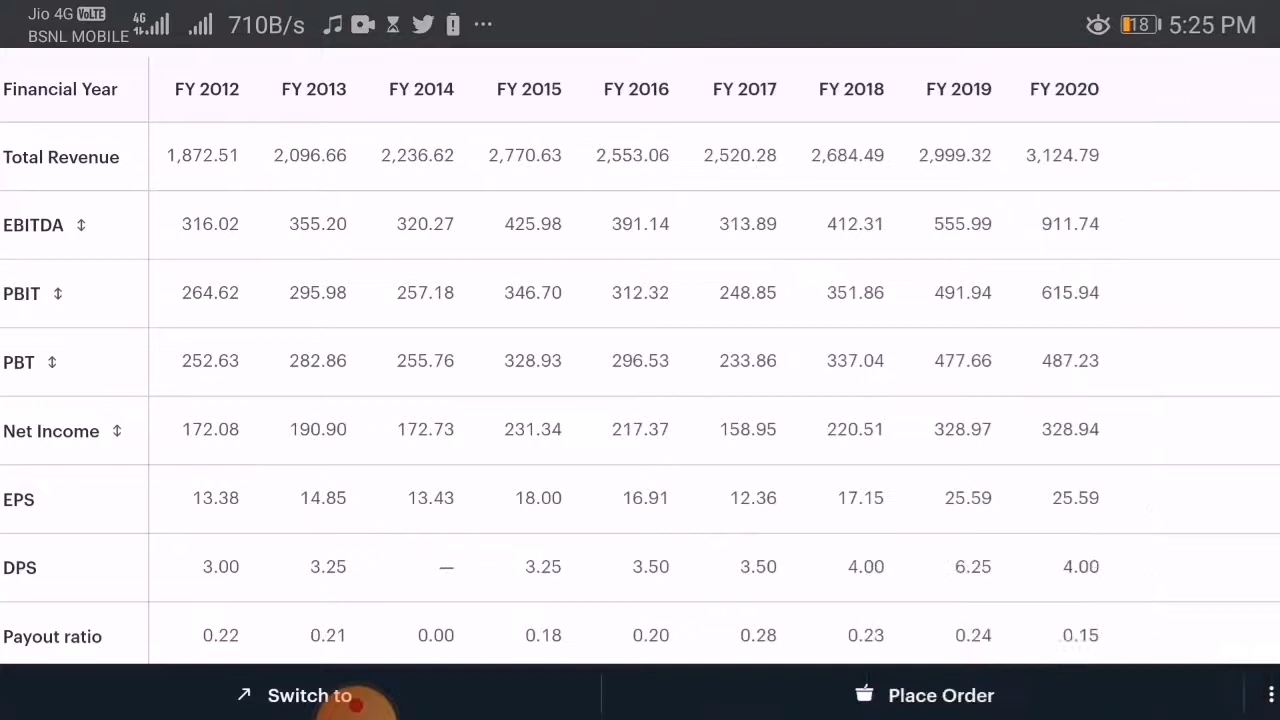 Jio 4G VoLTE 4G 710B/s 18 5:25 PM
BSNL MOBILE
Financial Year FY 2012 FY 2013 FY 2014 FY 2015 FY 2016 FY 2017 FY 2018 FY 2019 FY 2020
Total Revenue 1,872.51 2,096.66 2,236.62 2,770.63 2,553.06 2,520.28 2,684.49 2,999.32 3,124.79
EBITDA 316.02 355.20 320.27 425.98 391.14 313.89 412.31 555.99 911.74
PBIT 264.62 295.98 257.18 346.70 312.32 248.85 351.86 491.94 615.94
PBT 252.63 282.86 255.76 328.93 296.53 233.86 337.04 477.66 487.23
Net Income 172.08 190.90 172.73 231.34 217.37 158.95 220.51 328.97 328.94
EPS 13.38 14.85 13.43 18.00 16.91 12.36 17.15 25.59 25.59
DPS 3.00 3.25 — 3.25 3.50 3.50 4.00 6.25 4.00
Payout ratio 0.22 0.21 0.00 0.18 0.20 0.28 0.23 0.24 0.15
Switch to Place Order